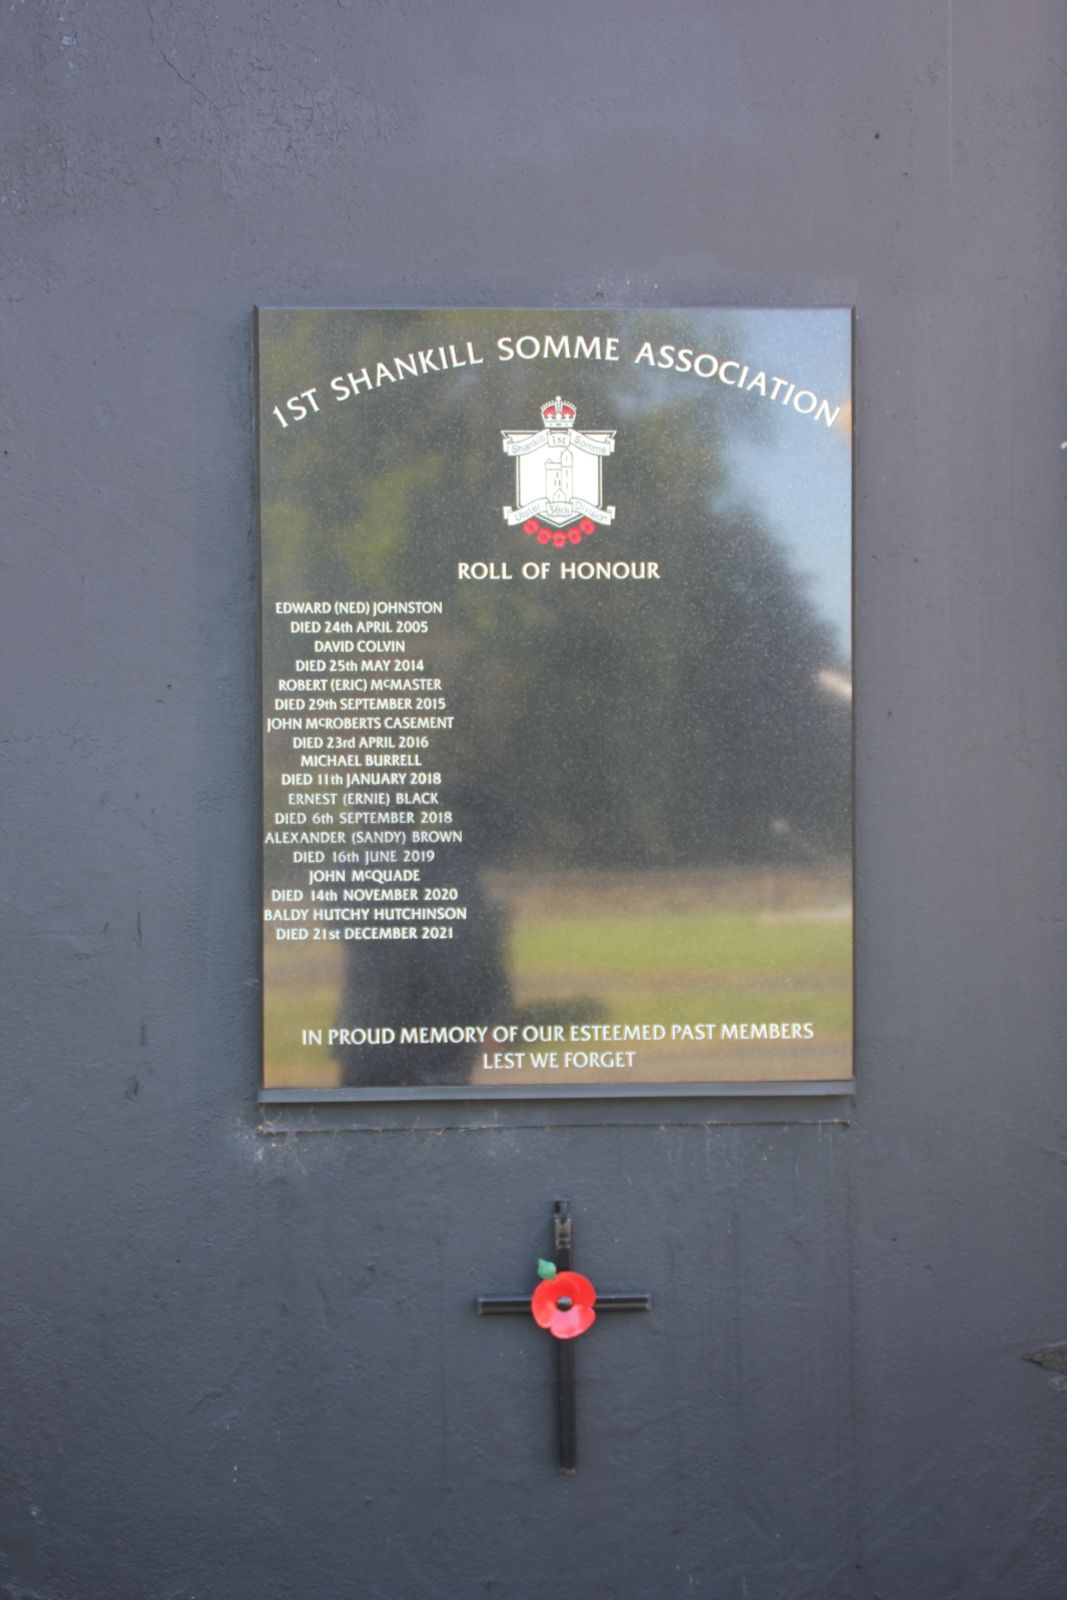 1ST SHANKILL SOMME ASSOCIATION
Shankill 1st Somme
Ulster 36th Division
ROLL OF HONOUR
EDWARD (NED) JOHNSTON
DIED 24th APRIL 2005
DAVID COLVIN
DIED 25th MAY 2014
ROBERT (ERIC) McMASTER
DIED 29th SEPTEMBER 2015
JOHN McROBERTS CASEMENT
DIED 23rd APRIL 2016
MICHAEL BURRELL
DIED 11th JANUARY 2018
ERNEST (ERNIE) BLACK
DIED 6th SEPTEMBER 2018
ALEXANDER (SANDY) BROWN
DIED 16th JUNE 2019
JOHN McQUADE
DIED 14th NOVEMBER 2020
BALDY HUTCHY HUTCHINSON
DIED 21st DECEMBER 2021
IN PROUD MEMORY OF OUR ESTEEMED PAST MEMBERS
LEST WE FORGET